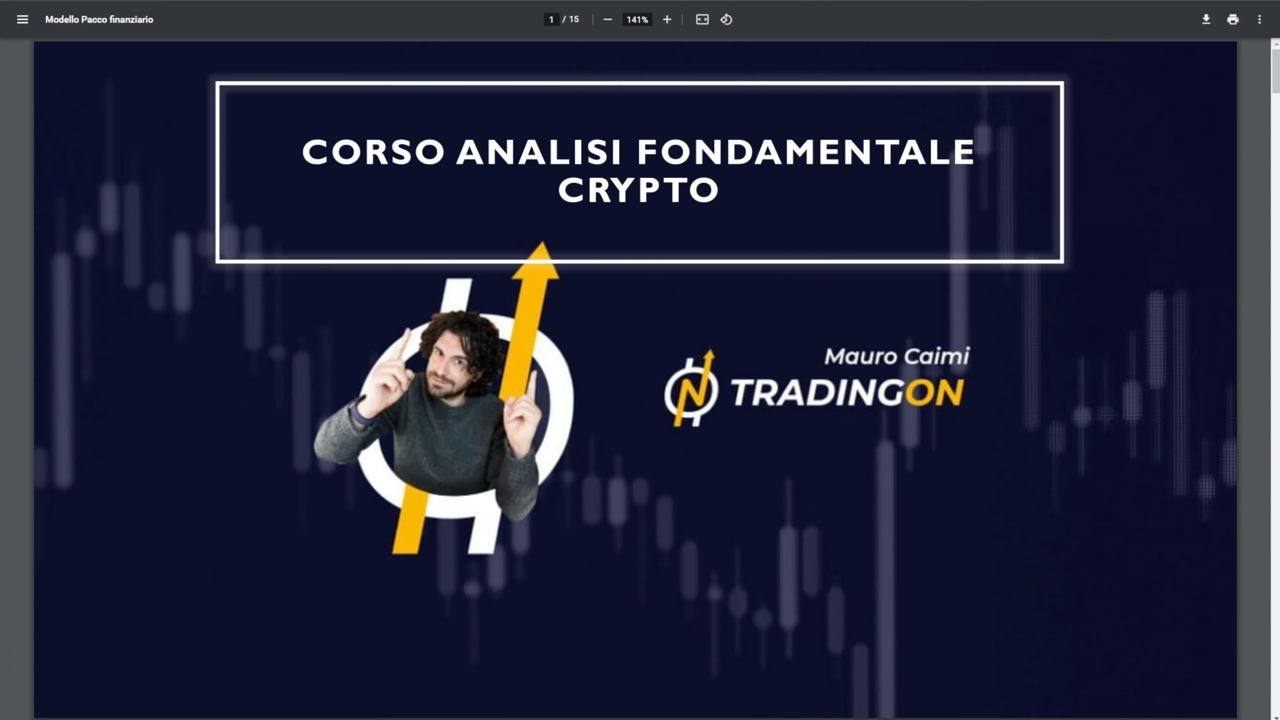 Modello Pacco finanziario
1 / 15
141%
CORSO ANALISI FONDAMENTALE
CRYPTO
Mauro Caimi
TRADINGON